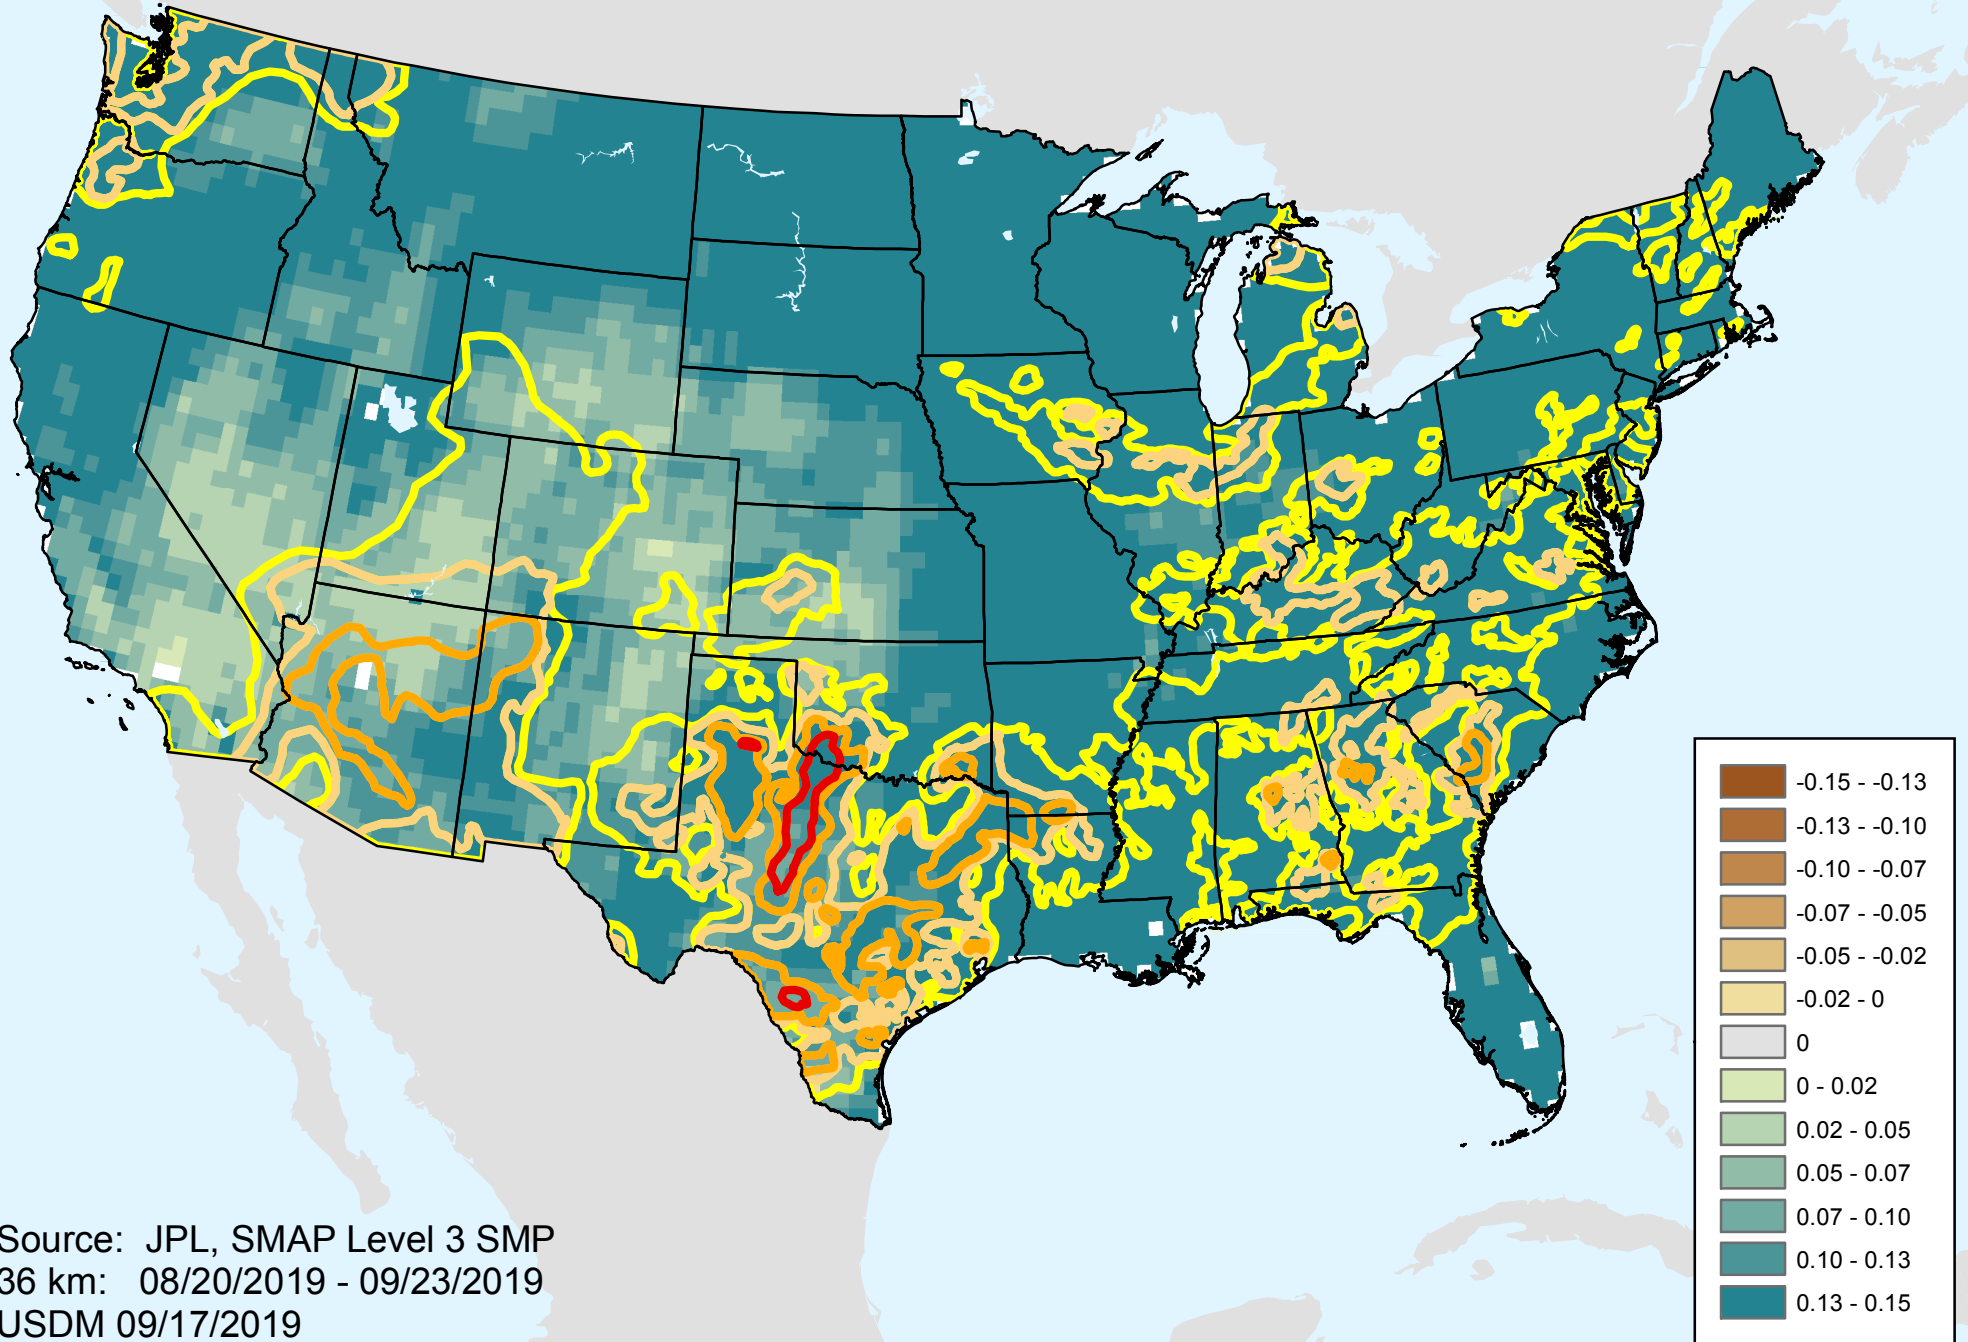 -0.15 - -0.13
-0.13 - -0.10
-0.10 - -0.07
-0.07 - -0.05
-0.05 - -0.02
-0.02 - 0
0
0 - 0.02
0.02 - 0.05
0.05 - 0.07
0.07 - 0.10
0.10 - 0.13
0.13 - 0.15
Source: JPL, SMAP Level 3 SMP
36 km: 08/20/2019 - 09/23/2019
USDM 09/17/2019